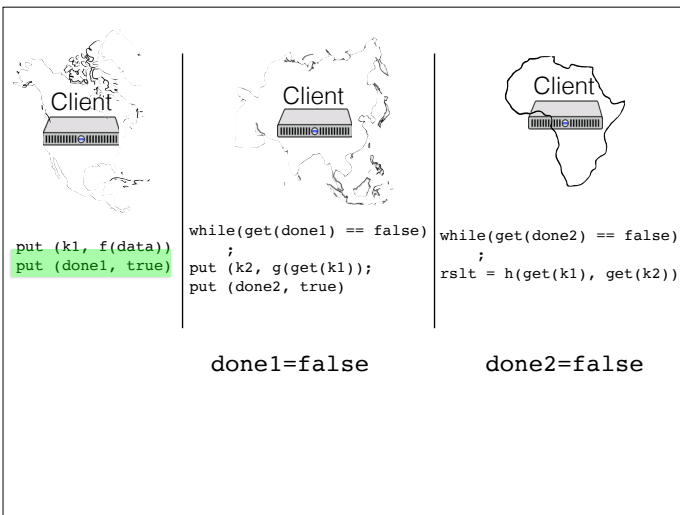 Client
put (k1, f(data))
put (done1, true)
Client
while(get(done1) == false)
;
put (k2, g(get(k1));
put (done2, true)
Client
while(get(done2) == false)
;
rslt = h(get(k1), get(k2))
done1=false
done2=false